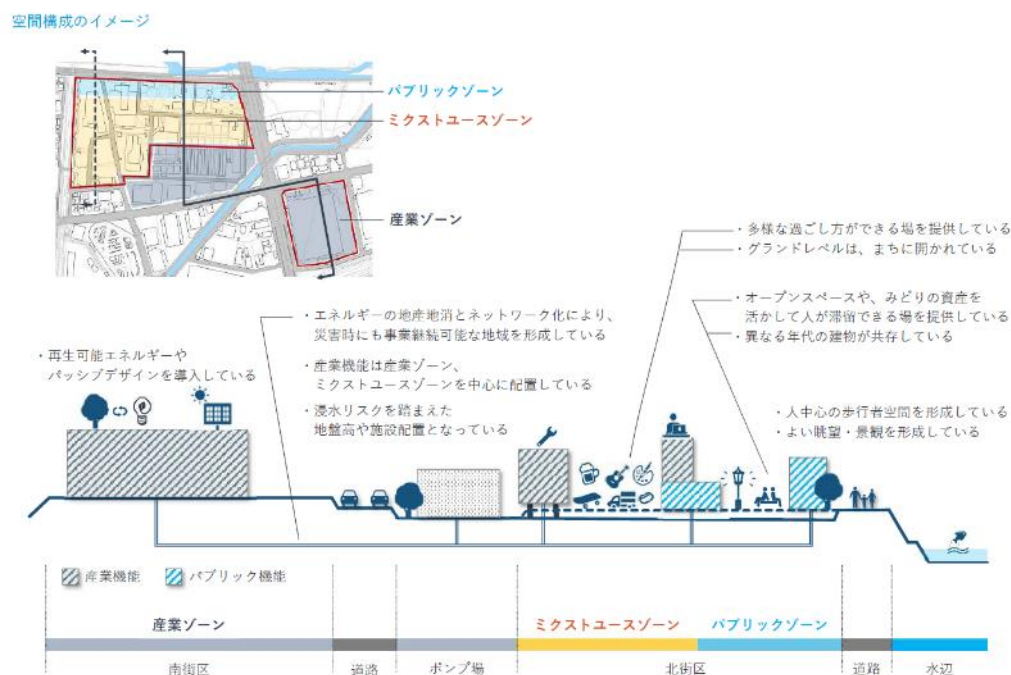 空間構成のイメージ
パブリックゾーン
ミクストユースゾーン
産業ゾーン
・多様な過ごし方ができる場を提供している
・グランドレベルは、まちに開かれている
・オープンスペースや、みどりの資産を
活かして人が滞留できる場を提供している
・異なる年代の建物が共存している
・エネルギーの地産地消とネットワーク化により、
災害時にも事業継続可能な地域を形成している
・産業機能は産業ゾーン、
ミクストユースゾーンを中心に配置している
・浸水リスクを踏まえた
地盤高や施設配置となっている
・再生可能エネルギーや
パッシブデザインを導入している
・人中心の歩行者空間を形成している
・よい眺望・景観を形成している
産業機能 パブリック機能
産業ゾーン ミクストユースゾーン パブリックゾーン
南街区 道路 ポンプ場 北街区 道路 水辺